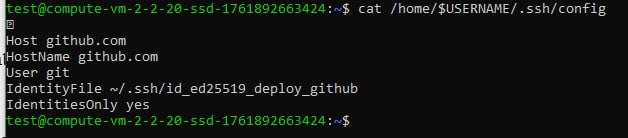 test@compute-vm-2-2-20-ssd-1761892663424:~$ cat /home/$USERNAME/.ssh/config
Host github.com
HostName github.com
User git
IdentityFile ~/.ssh/id_ed25519_deploy_github
IdentitiesOnly yes
test@compute-vm-2-2-20-ssd-1761892663424:~$